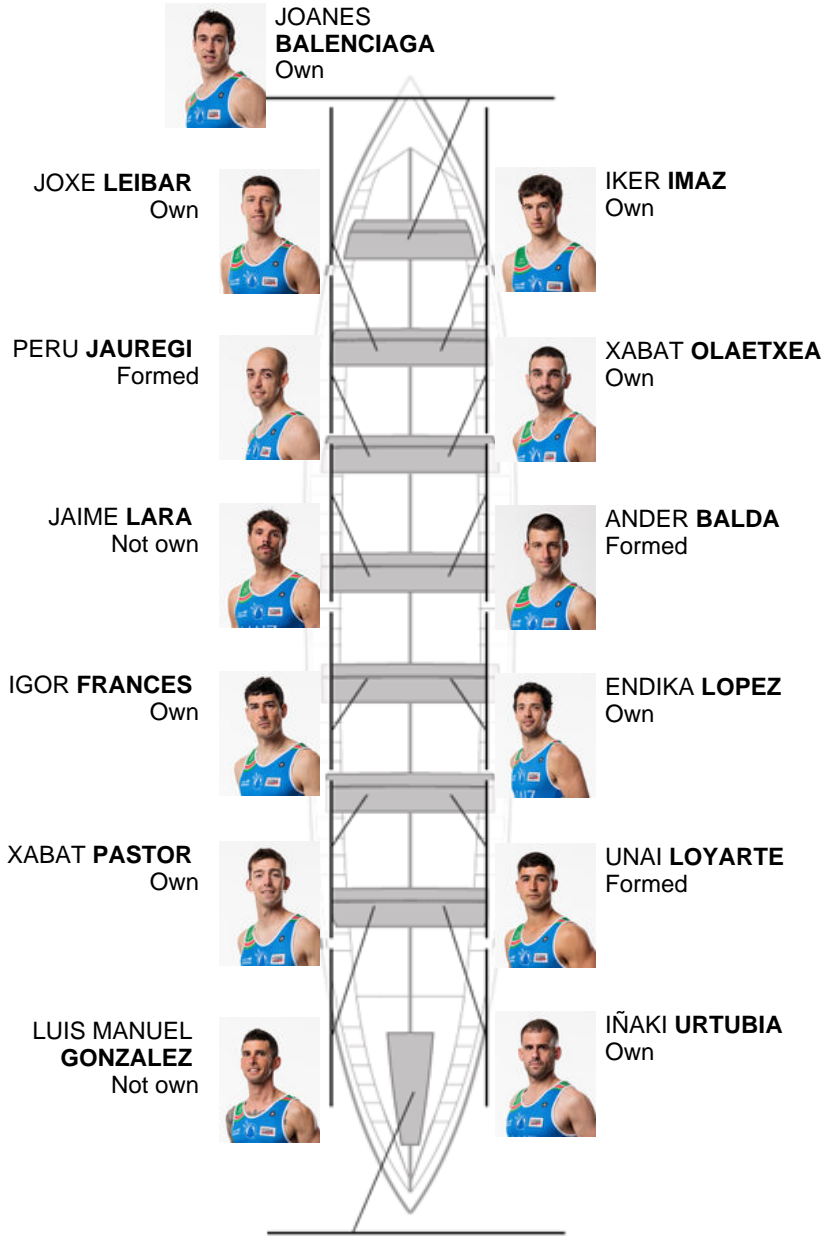 JOANES
BALENCIAGA
Own
JOXE LEIBAR
Own
IKER IMAZ
Own
PERU JAUREGI
Formed
XABAT OLAETXEA
Own
JAIME LARA
Not own
ANDER BALDA
Formed
IGOR FRANCES
Own
ENDIKA LOPEZ
Own
XABAT PASTOR
Own
UNAI LOYARTE
Formed
LUIS MANUEL
GONZALEZ
Not own
IÑAKI URTUBIA
Own